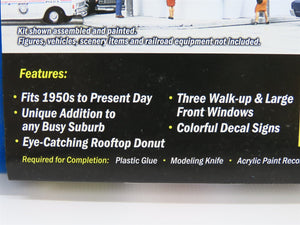 Kit shown assembled and painted.
Figures, vehicles, scenery items and railroad equipment not included.
Features:
• Fits 1950s to Present Day
• Unique Addition to
any Busy Suburb
• Eye-Catching Rooftop Donut
• Three Walk-up & Large
Front Windows
• Colorful Decal Signs
Required for Completion: Plastic Glue • Modeling Knife • Acrylic Paint Reco